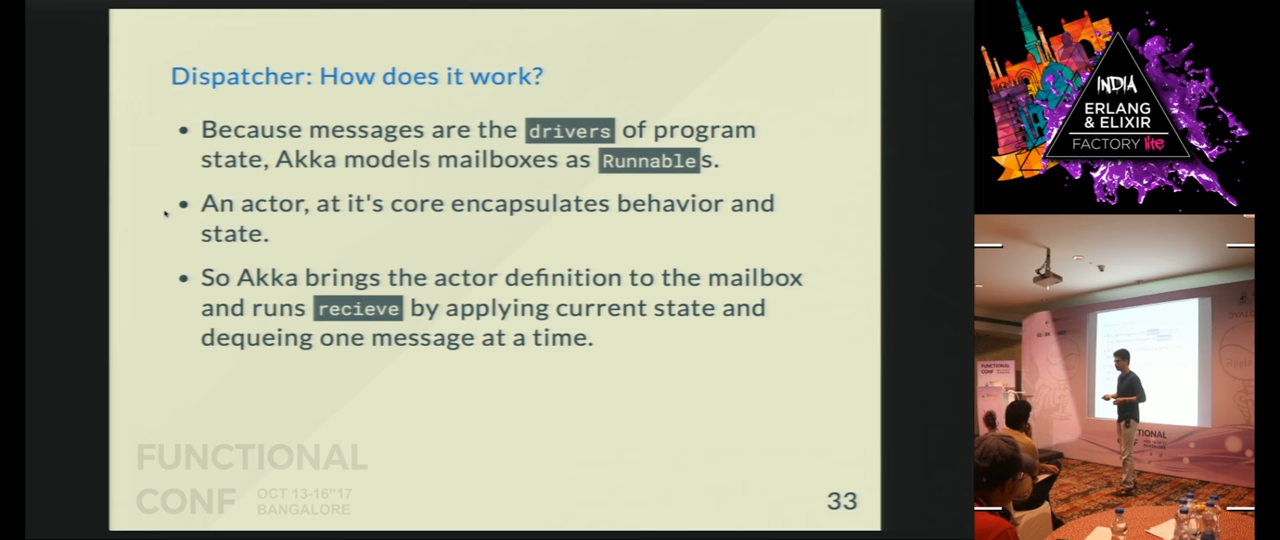 Dispatcher: How does it work?
• Because messages are the drivers of program
state, Akka models mailboxes as Runnables.
• An actor, at it's core encapsulates behavior and
state.
• So Akka brings the actor definition to the mailbox
and runs recieve by applying current state and
dequeing one message at a time.
FUNCTIONAL
CONF OCT 13-16"17
BANGALORE
33
INDIA
ERLANG
& ELIXIR
FACTORY lite
FUNCTIONAL
CONF